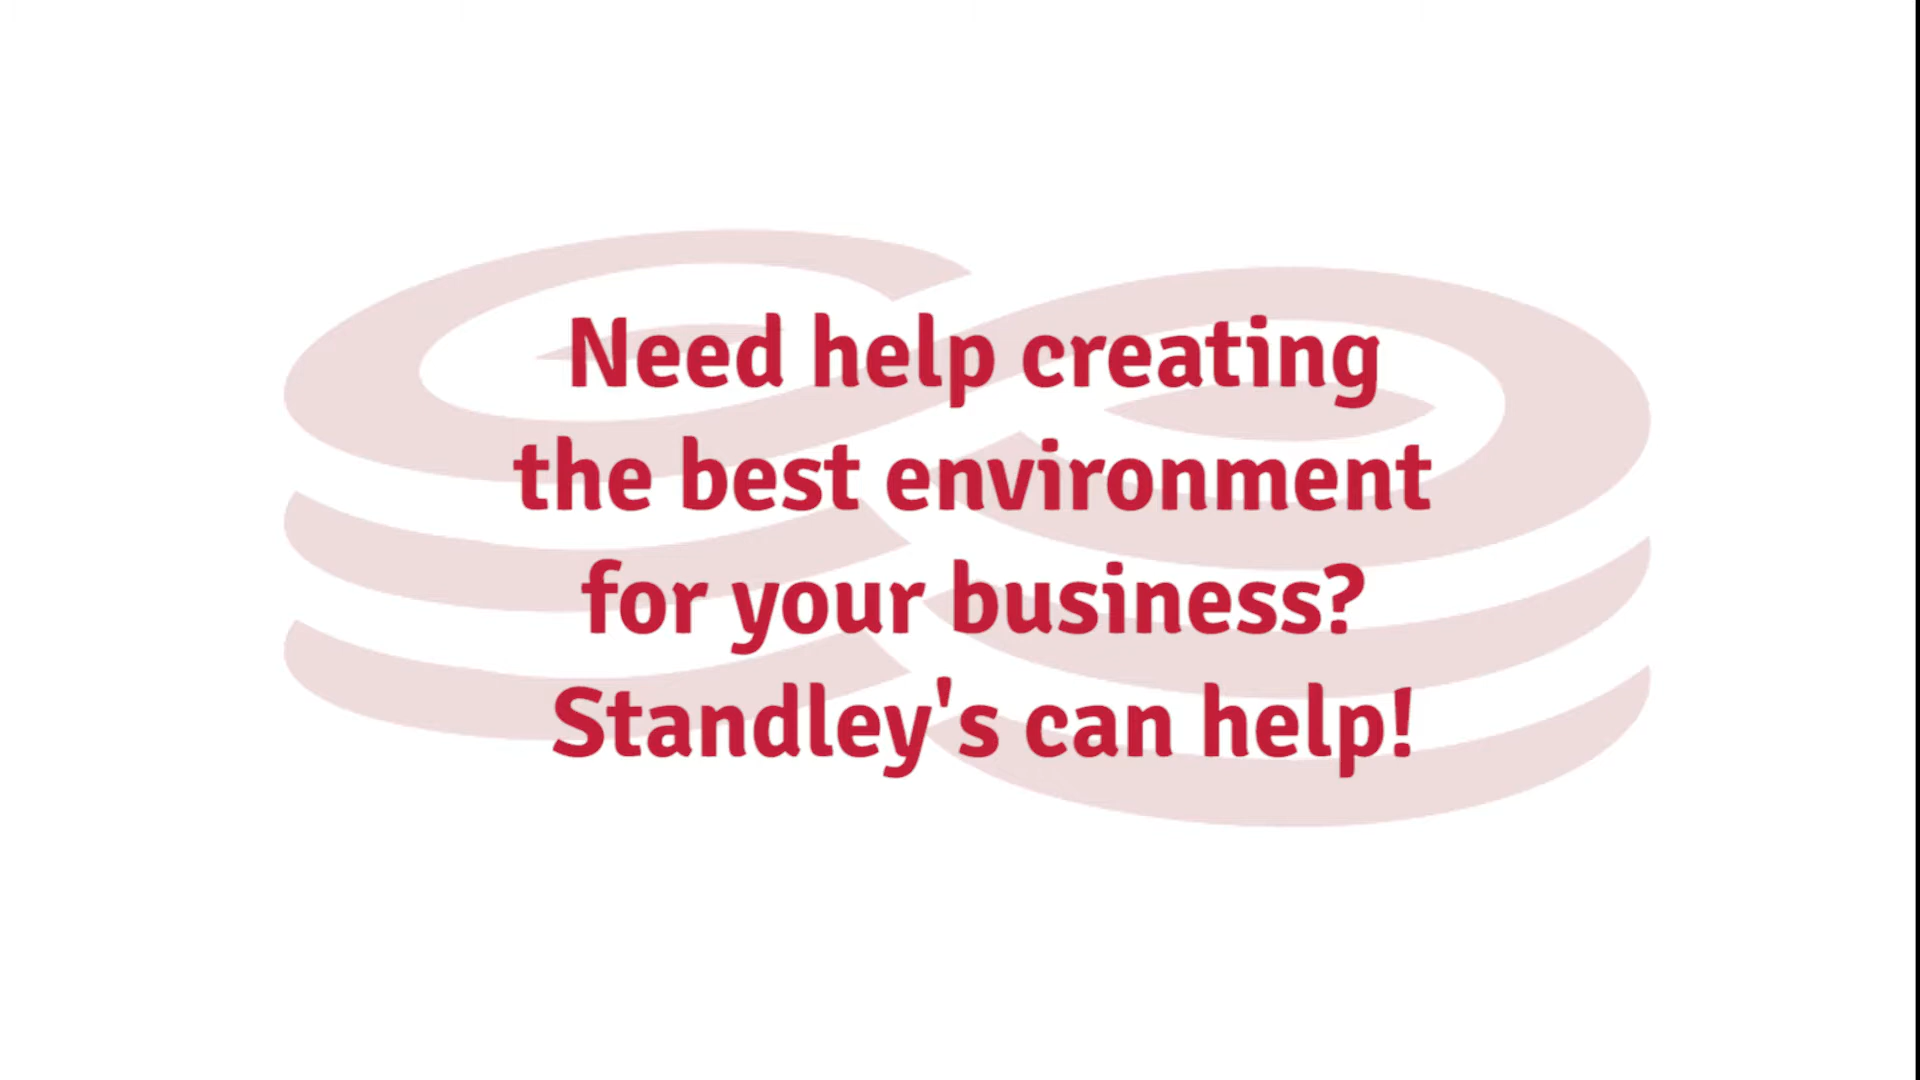 Need help creating
the best environment
for your business?
Standley's can help!